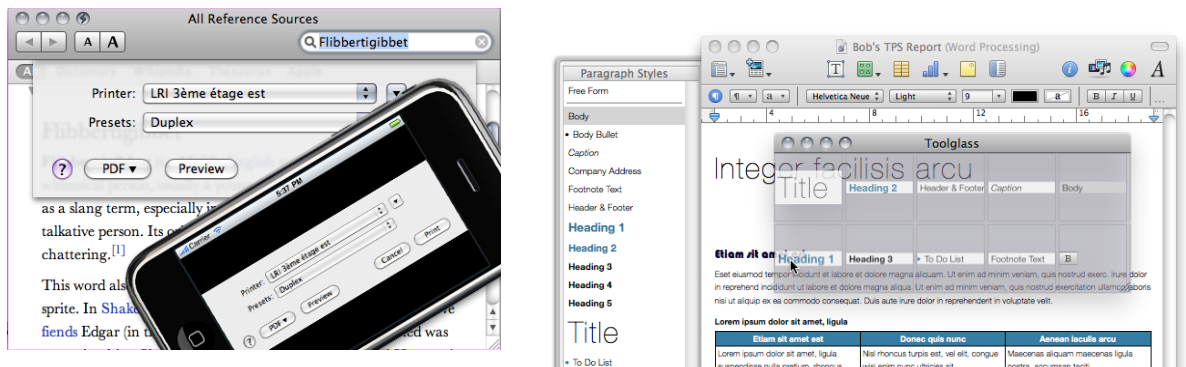 All Reference Sources
A A
Flibbertigibbet
Printer: LRI 3ème étage est
Presets: Duplex
? PDF Preview
as a slang term, especially
talkative person. Its
chattering.[1]
This word
sprite. In
fiends Edgar (in
was
5:37 PM
Carrier
Printer: LRI 3ème étage est
Presets: Duplex
? PDF Preview Cancel Print
Paragraph Styles
Free Form
Body
• Body Bullet
Caption
Company Address
Footnote Text
Header & Footer
Heading 1
Heading 2
Heading 3
Heading 4
Heading 5
Title
• To Do List
Bob's TPS Report (Word Processing)
T i A
¶ a Helvetica Neue Light 9 a B I U ...
4 8 12 16
Toolglass
Integer facilisis arcu
Title Heading 2 Header & Footer Caption Body
Etiam sit
Heading 1 Heading 3 • To Do List Footnote Text B
Eset eiusmod tempor incidunt ut labore et dolore magna aliquam. Ut enim ad minim veniam, quis nostrud exerc. Irure dolor
in reprehend incididunt ut labore et dolore magna aliqua. Ut enim ad minim veniam, quis nostrud exercitation ullamco laboris
nisi ut aliquip ex ea commodo consequat. Duis aute irure dolor in reprehenderit in voluptate velit.
Lorem ipsum dolor sit amet, ligula
Etiam sit amet est Donec quis nunc Aenean iaculis arcu
Lorem ipsum dolor sit amet, ligula Nisi rhoncus turpis est, vel elit, congue Maecenas aliquam maecenas ligula